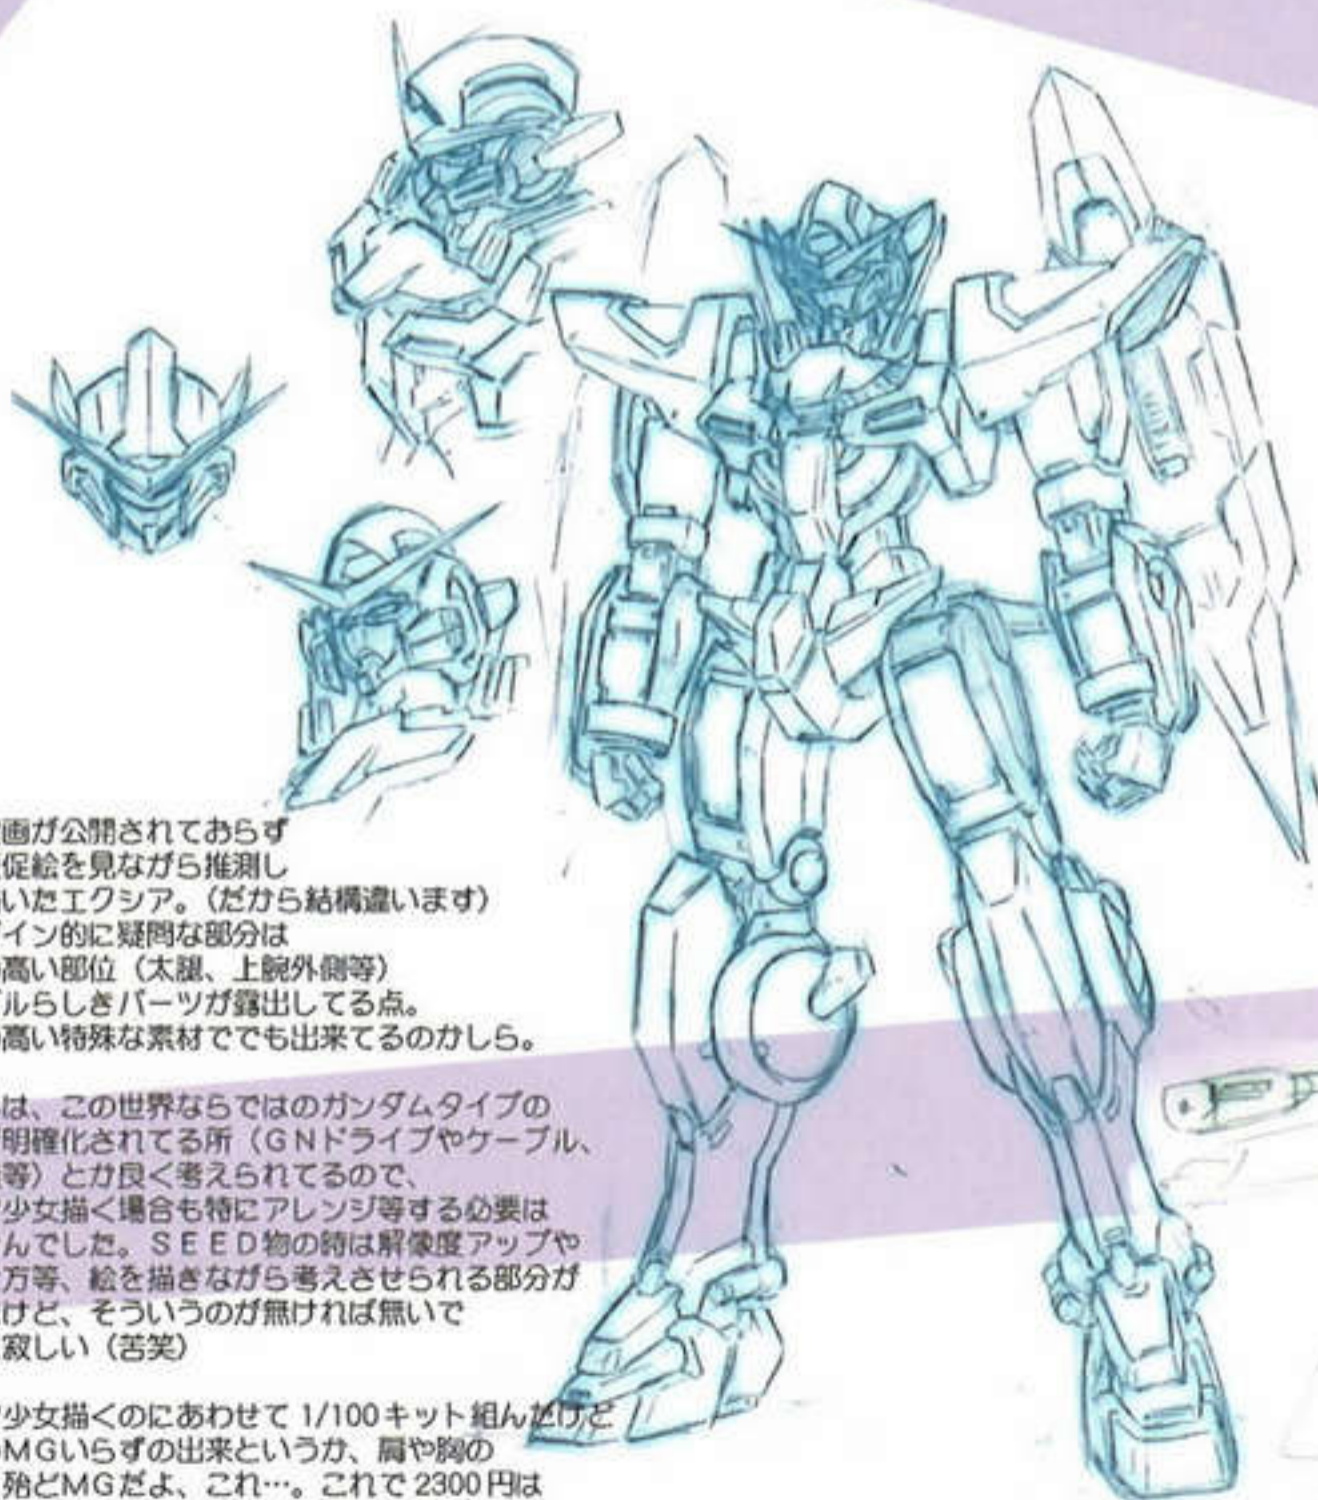 画が公開されておらず
促絵を見ながら推測し
いたエクシア。(だから結構違います)
イン的に疑問な部分は
高い部位（太腿、上腕外側等）
ルらしきパーツが露出してる点。
高い特殊な素材ででも出来てるのかしら。
は、この世界ならではのガンダムタイプの
明確化されてる所（ＧＮドライブやケーブル、
等）とか良く考えられてるので、
少女描く場合も特にアレンジ等する必要は
んでした。ＳＥＥＤ物の時は解像度アップや
方等、絵を描きながら考えさせられる部分が
けど、そういうのが無ければ無いで
寂しい（苦笑）
少女描くのにあわせて 1/100キット組んだけど
MGいらずの出来というか、肩や胸の
殆どMGだよ、これ…。これで 2300 円は